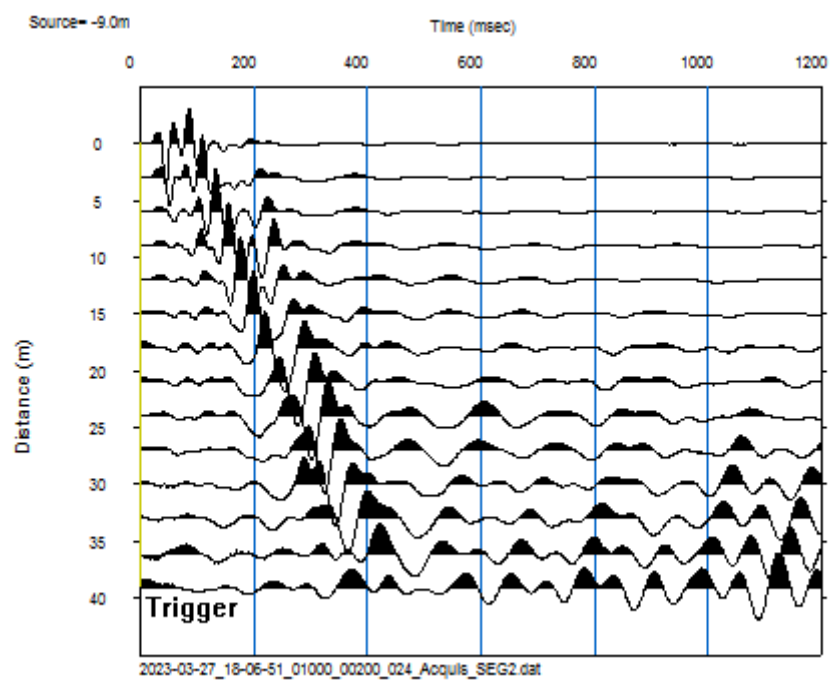 Source= -9.0m
Time (msec)
0 200 400 600 800 1000 1200
0
5
10
15
20
25
30
35
40
Distance (m)
Trigger
2023-03-27_18-06-51_01000_00200_024_Acquis_SEG2.dat